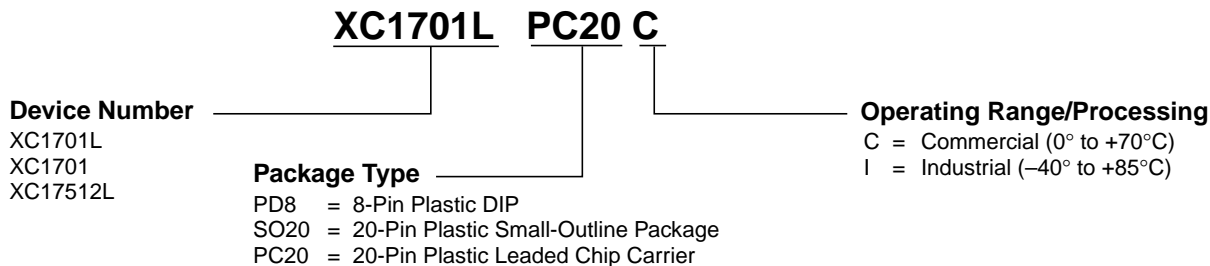 XC1701L PC20 C
Device Number
XC1701L
XC1701
XC17512L
Package Type
PD8 = 8-Pin Plastic DIP
SO20 = 20-Pin Plastic Small-Outline Package
PC20 = 20-Pin Plastic Leaded Chip Carrier
Operating Range/Processing
C = Commercial (0° to +70°C)
I = Industrial (–40° to +85°C)